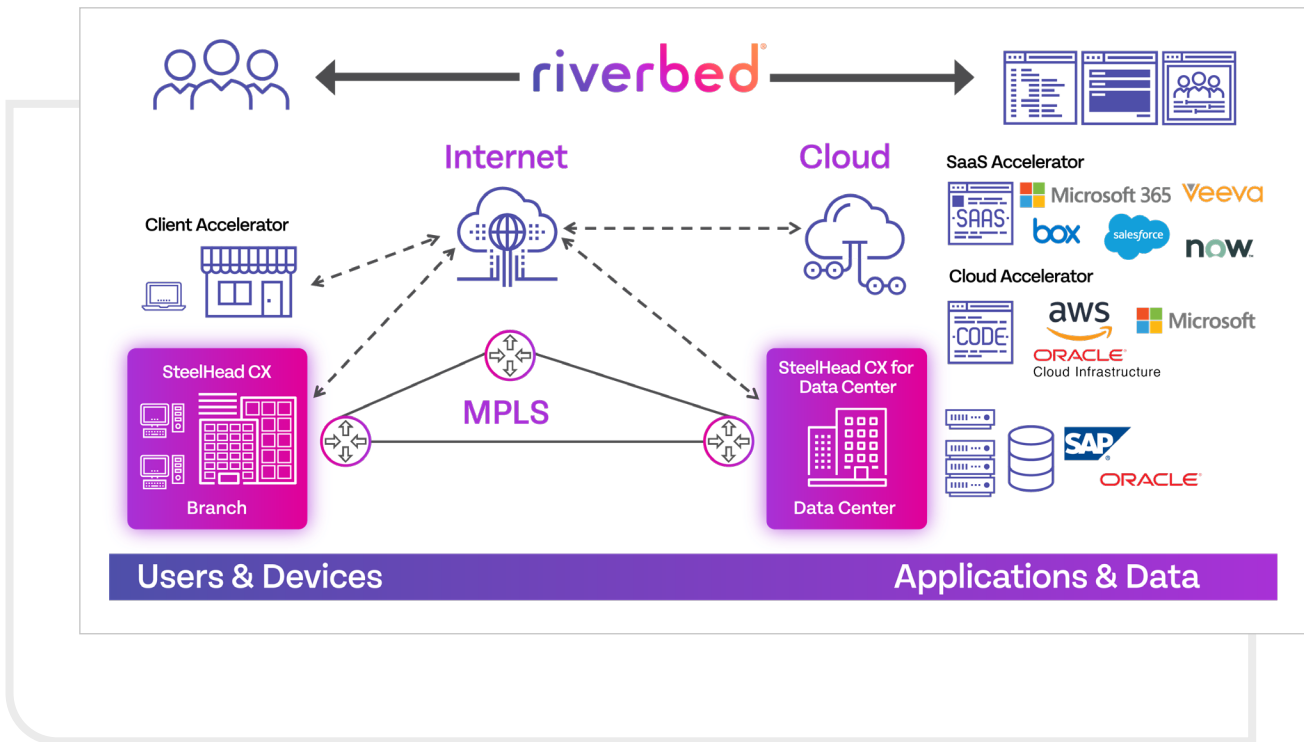 riverbed®
Internet
Cloud
SaaS Accelerator
SAAS
Microsoft 365
veeva
box
salesforce
now
Client Accelerator
Cloud Accelerator
CODE
aws
Microsoft
ORACLE
Cloud Infrastructure
SteelHead CX
Branch
MPLS
SteelHead CX for
Data Center
Data Center
SAP
ORACLE
Users & Devices
Applications & Data